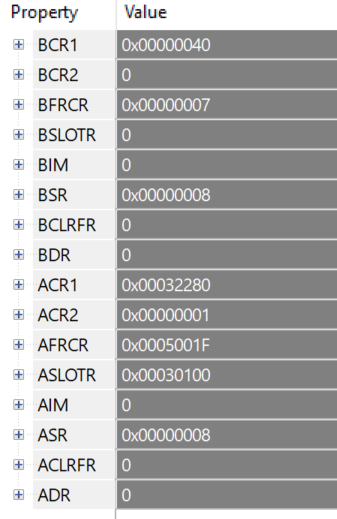 Property Value
BCR1 0x00000040
BCR2 0
BFRCR 0x00000007
BSLOTR 0
BIM 0
BSR 0x00000008
BCLRFR 0
BDR 0
ACR1 0x00032280
ACR2 0x00000001
AFRCR 0x0005001F
ASLOTR 0x00030100
AIM 0
ASR 0x00000008
ACLRFR 0
ADR 0